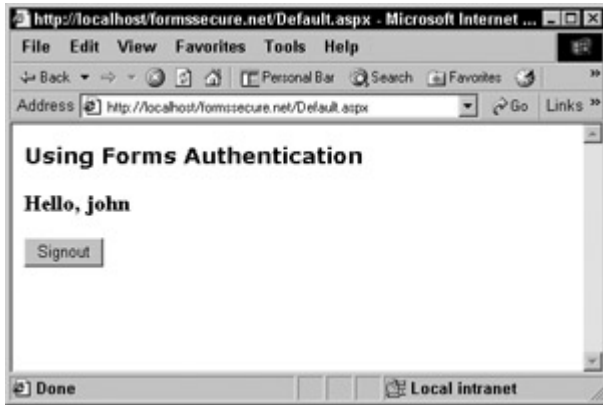 http://localhost/formssecure.net/Default.aspx - Microsoft Internet ...
File Edit View Favorites Tools Help
Back Personal Bar Search Favorites »
Address http://localhost/formssecure.net/Default.aspx Go Links »
Using Forms Authentication
Hello, john
Signout
Done Local intranet